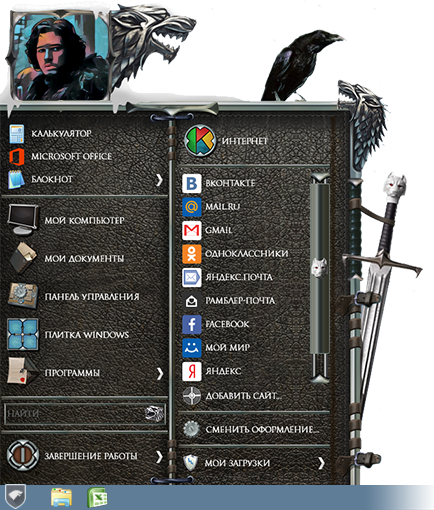 КАЛЬКУЛЯТОР
MICROSOFT OFFICE
БЛОКНОТ
МОЙ КОМПЬЮТЕР
МОИ ДОКУМЕНТЫ
ПАНЕЛЬ УПРАВЛЕНИЯ
ПЛИТКА WINDOWS
ПРОГРАММЫ
НАЙТИ
ЗАВЕРШЕНИЕ РАБОТЫ
ИНТЕРНЕТ
ВКОНТАКТЕ
MAIL.RU
GMAIL
ОДНОКЛАССНИКИ
ЯНДЕКС.ПОЧТА
РАМБЛЕР-ПОЧТА
FACEBOOK
МОЙ МИР
ЯНДЕКС
ДОБАВИТЬ САЙТ...
СМЕНИТЬ ОФОРМЛЕНИЕ...
МОИ ЗАГРУЗКИ